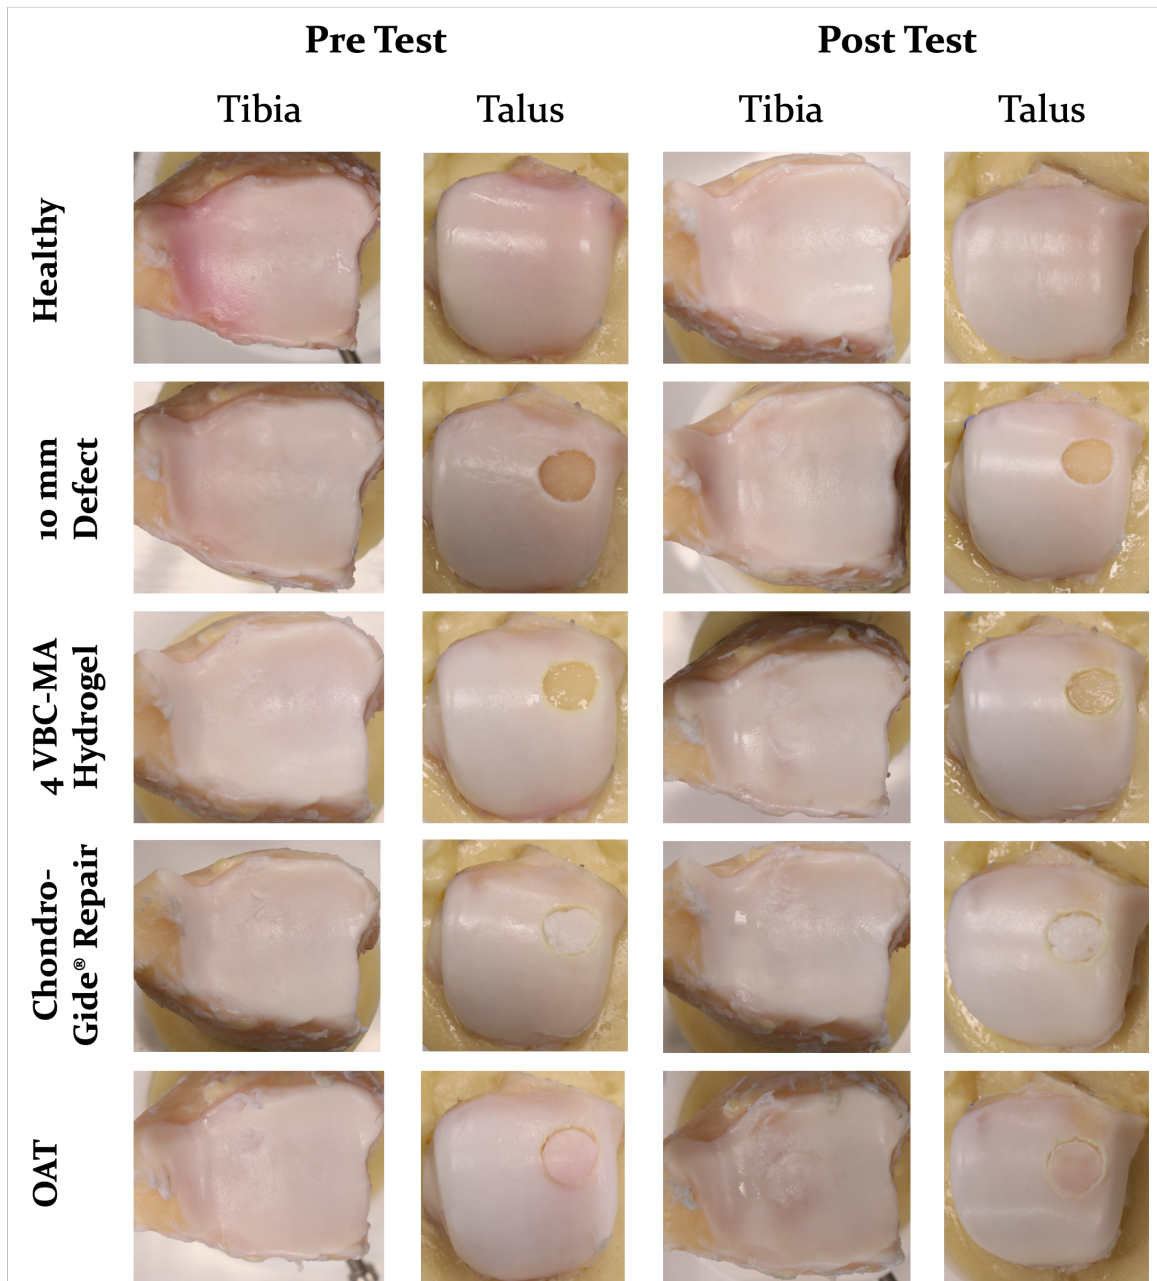 Pre Test
Post Test
Tibia
Talus
Tibia
Talus
Healthy
10 mm
Defect
4 VBC-MA
Hydrogel
Chondro-
Gide® Repair
OAT